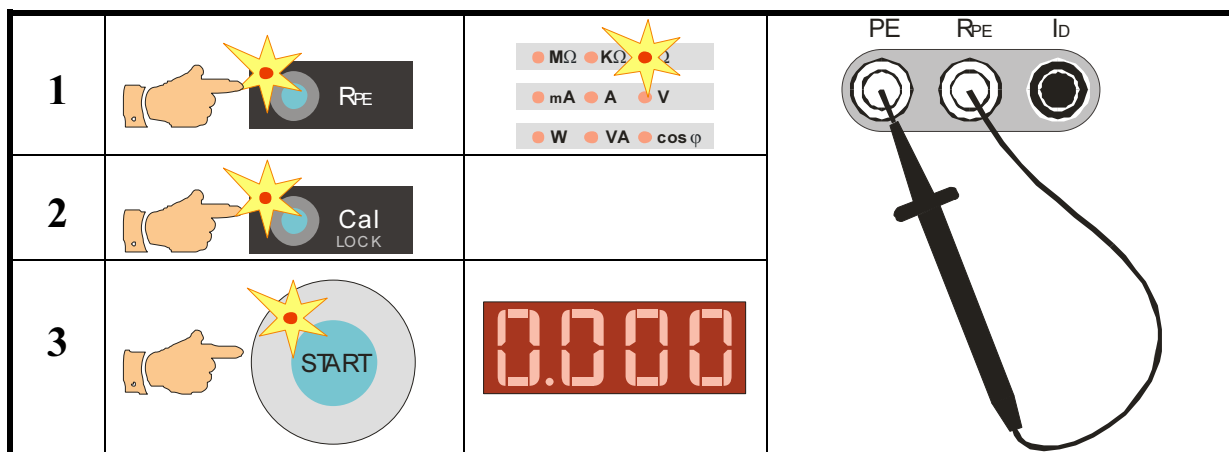 PE RPE ID
1
RPE
MΩ KΩ Ω
mA A V
W VA cos φ
2
Cal
LOCK
3
START
0.000